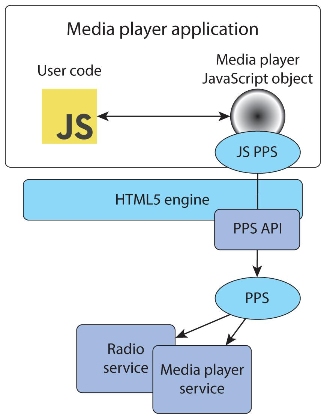 Media player application
User code
Media player
JavaScript object
JS
JS PPS
HTML5 engine
PPS API
PPS
Radio
service
Media player
service